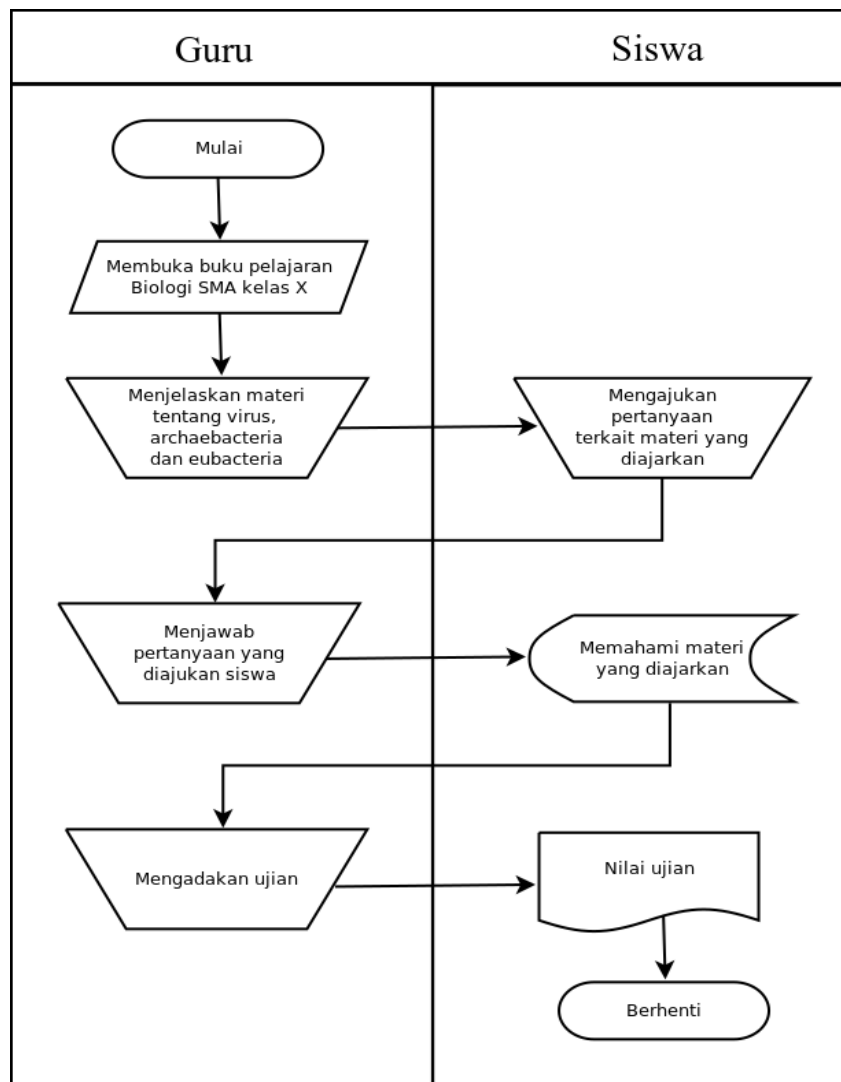 Guru
Siswa
Mulai
Membuka buku pelajaran
Biologi SMA kelas X
Menjelaskan materi
tentang virus,
archaebacteria
dan eubacteria
Mengajukan
pertanyaan
terkait materi yang
diajarkan
Menjawab
pertanyaan yang
diajukan siswa
Memahami materi
yang diajarkan
Mengadakan ujian
Nilai ujian
Berhenti